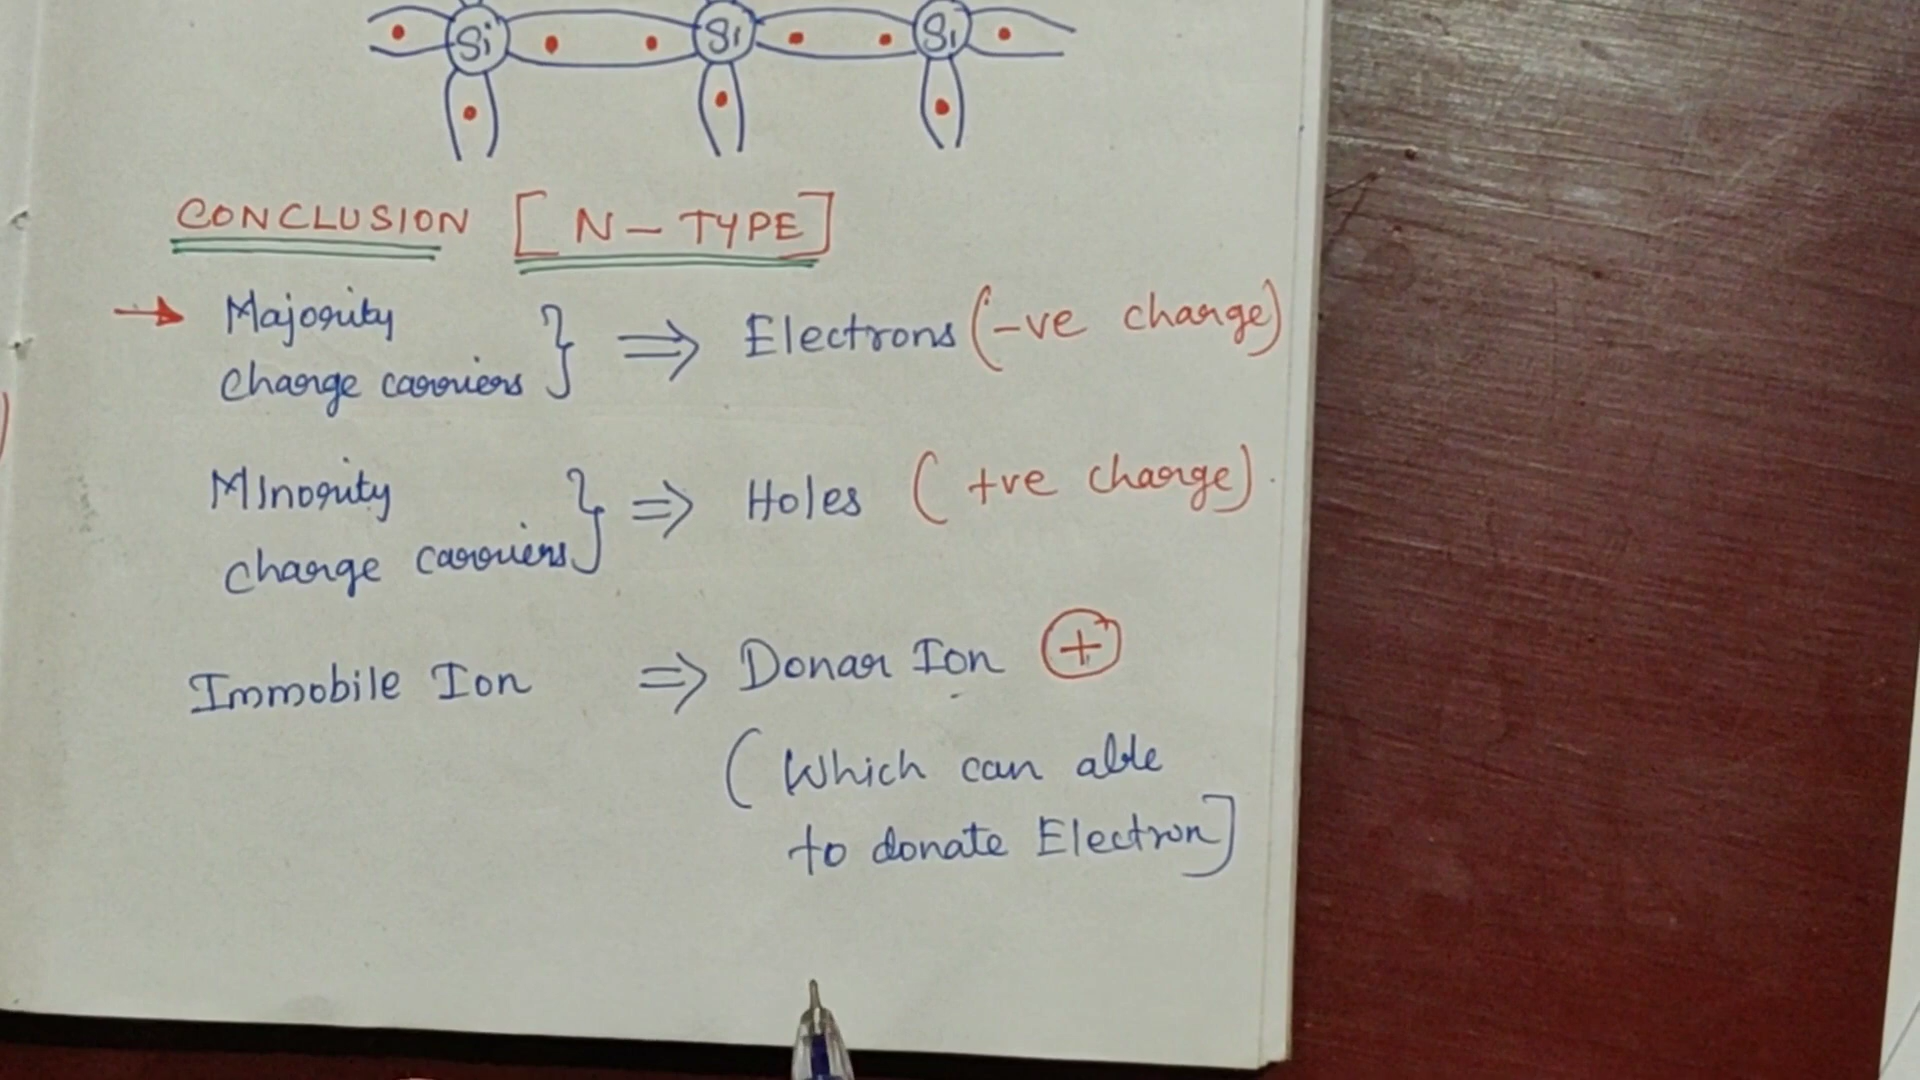 Si Si Si
CONCLUSION [N-TYPE]
→ Majority
charge carriers } ⇒ Electrons (-ve charge)
Minority
charge carriers } ⇒ Holes (+ve charge).
Immobile Ion ⇒ Donar Ion +
(Which can able
to donate Electron]